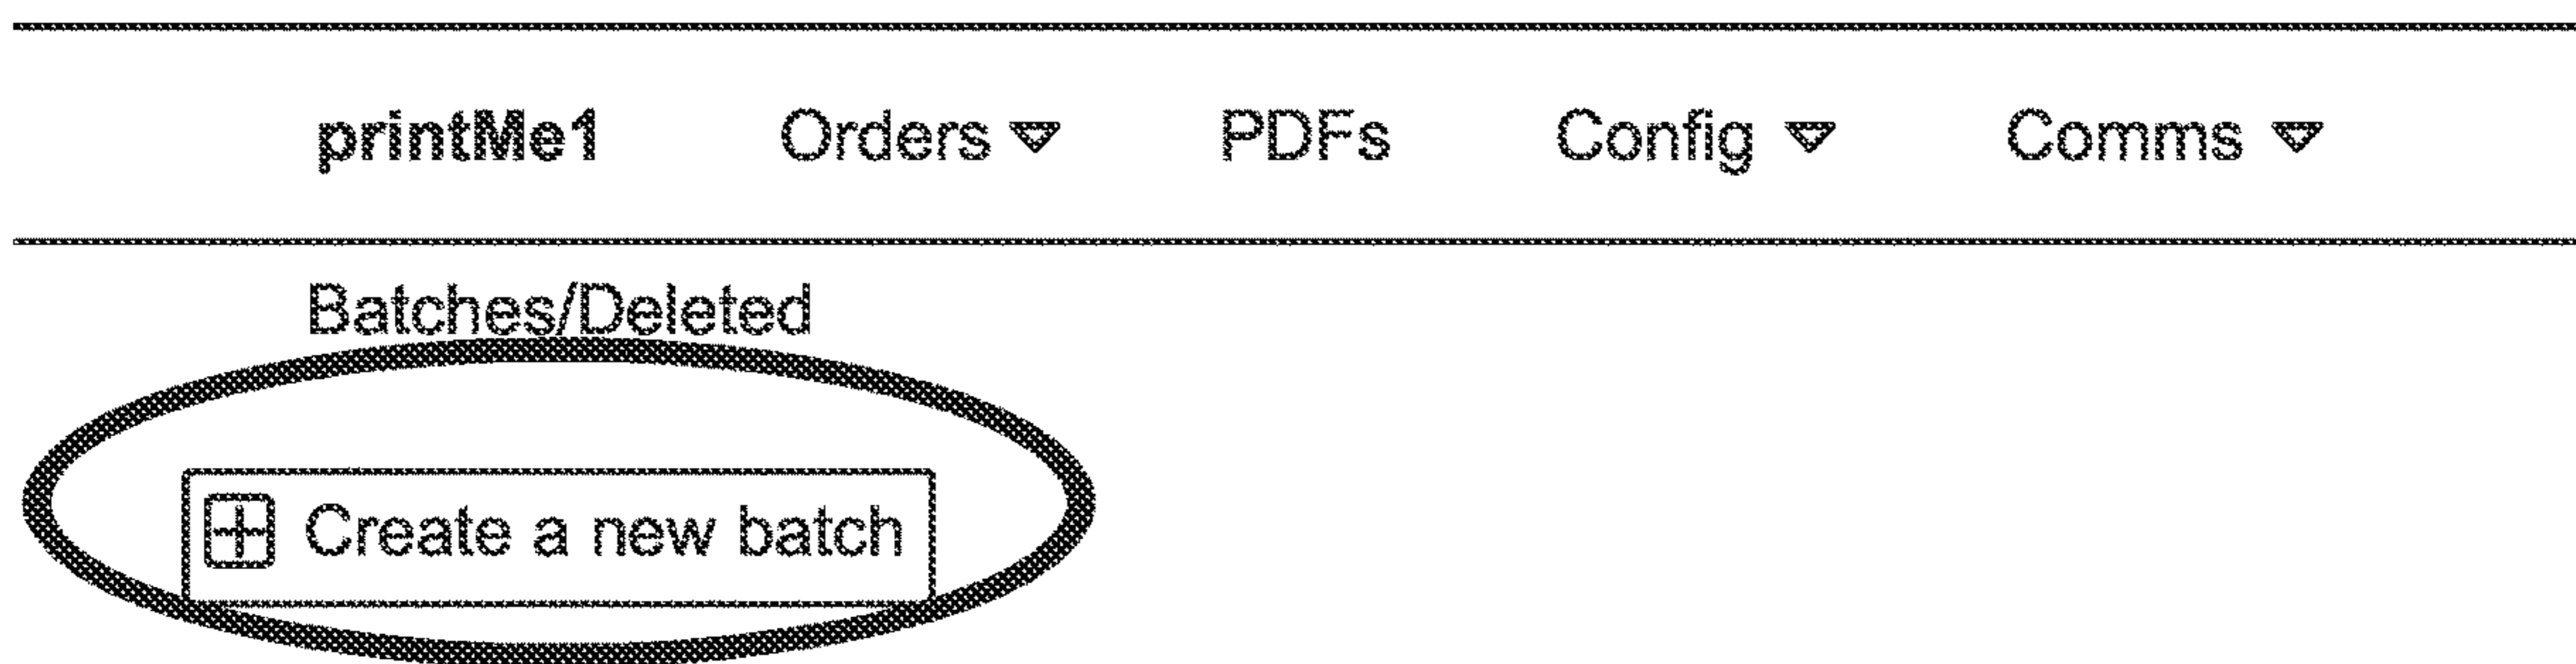 printMe1 Orders PDFs Config Comms
Batches/Deleted
Create a new batch